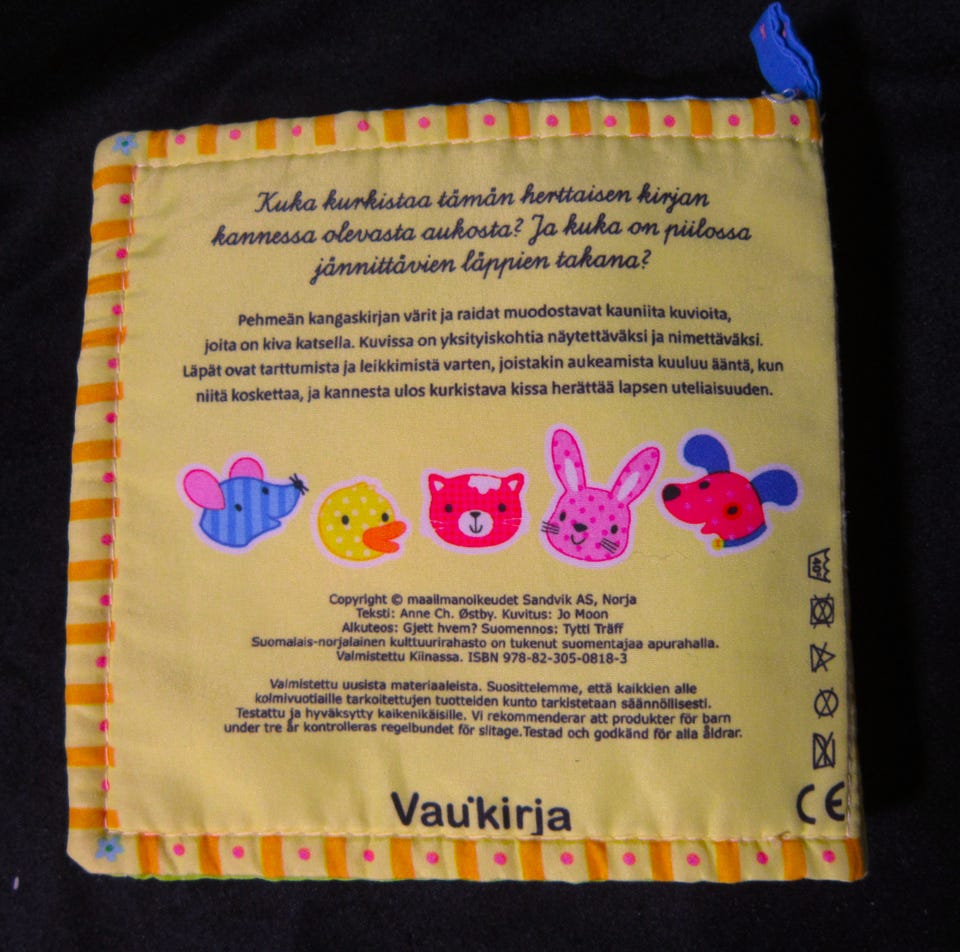 Kuka kurkistaa tämän herttaisen kirjan
kannessa olevasta aukosta? Ja kuka on piilossa
jännittävien läppien takana?
Pehmeän kangaskirjan värit ja raidat muodostavat kauniita kuvioita,
joita on kiva katsella. Kuvissa on yksityiskohtia näytettäväksi ja nimettäväksi.
Läpät ovat tarttumista ja leikkimistä varten, joistakin aukeamista kuuluu ääntä, kun
niitä koskettaa, ja kannesta ulos kurkistava kissa herättää lapsen uteliaisuuden.
Copyright © maailmanoikeudet Sandvik AS, Norja
Teksti: Anne Ch. Østby. Kuvitus: Jo Moon
Alkuteos: Gjett hvem? Suomennos: Tytti Träff
Suomalais-norjalainen kulttuurirahasto on tukenut suomentajaa apurahalla.
Valmistettu Kiinassa. ISBN 978-82-305-0818-3
Valmistettu uusista materiaaleista. Suosittelemme, että kaikkien alle
kolmivuotiaille tarkoitettujen tuotteiden kunto tarkistetaan säännöllisesti.
Testattu ja hyväksytty kaikenikäisille. Vi rekommenderar att produkter för barn
under tre år kontrolleras regelbundet för slitage.Testad och godkänd för alla åldrar.
40°
CE
Vau'kirja